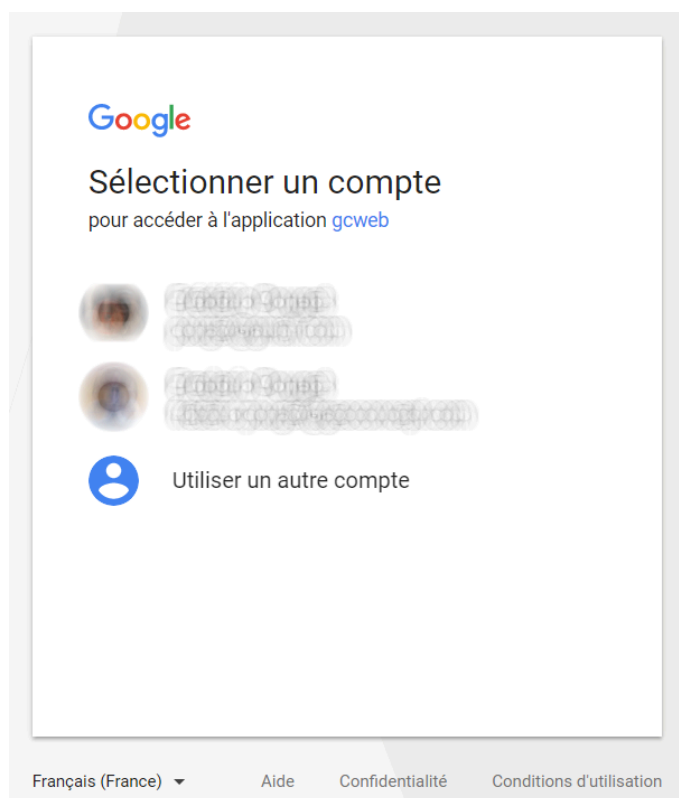 Google
Sélectionner un compte
pour accéder à l'application gcweb
Utiliser un autre compte
Français (France)
Aide
Confidentialité
Conditions d'utilisation